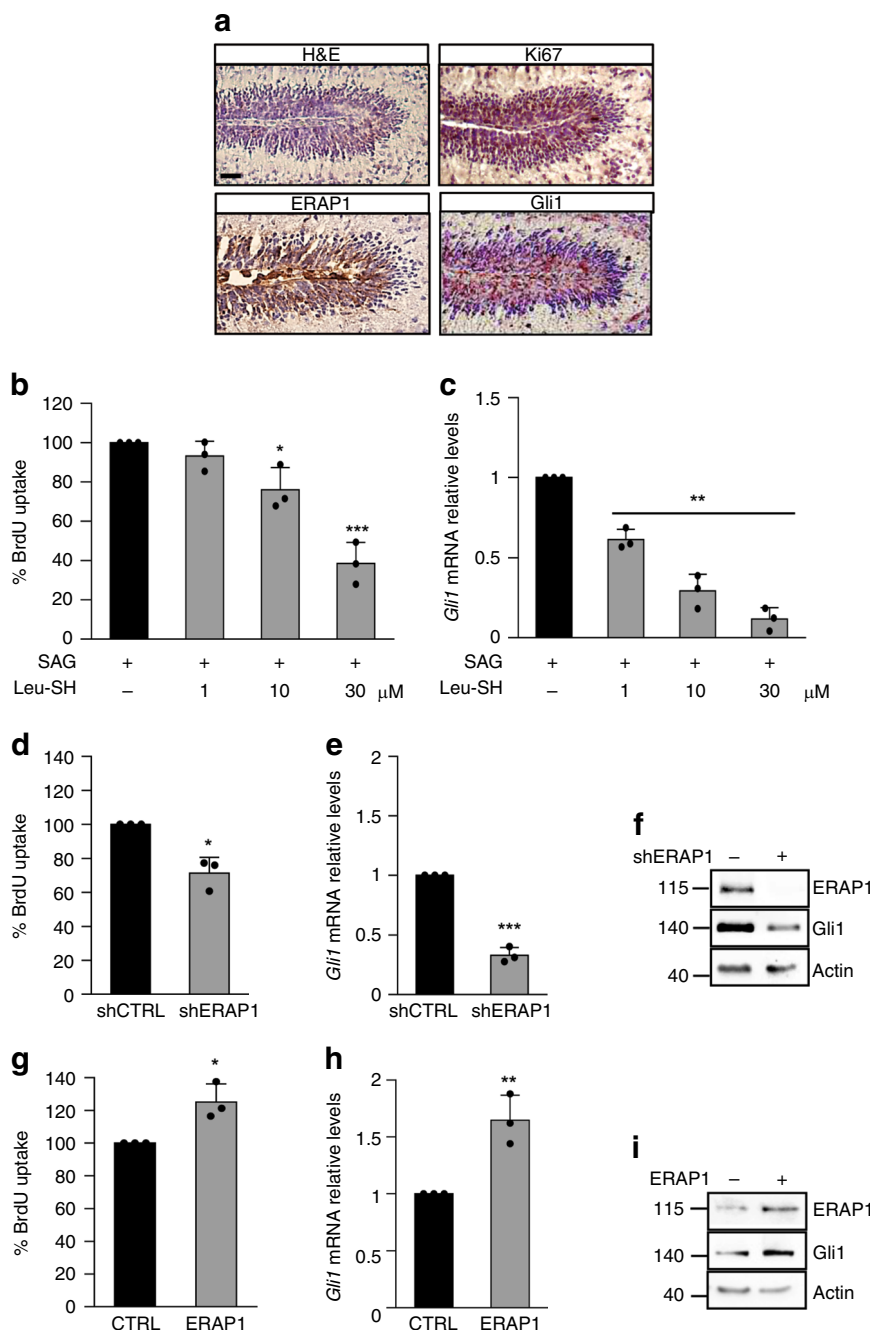 a
H&E
Ki67
ERAP1
Gli1
b
% BrdU uptake
120
100
80
60
40
20
0
*
***
SAG + + + +
Leu-SH – 1 10 30 μM
c
Gli1 mRNA relative levels
1.5
1
0.5
0
**
SAG + + + +
Leu-SH – 1 10 30 μM
d
% BrdU uptake
140
120
100
80
60
40
20
0
*
shCTRL shERAP1
e
Gli1 mRNA relative levels
2
1.5
1
0.5
0
***
shCTRL shERAP1
f
shERAP1 – +
115 ERAP1
140 Gli1
40 Actin
g
% BrdU uptake
140
120
100
80
60
40
20
0
*
CTRL ERAP1
h
Gli1 mRNA relative levels
2
1.5
1
0.5
0
**
CTRL ERAP1
i
ERAP1 – +
115 ERAP1
140 Gli1
40 Actin